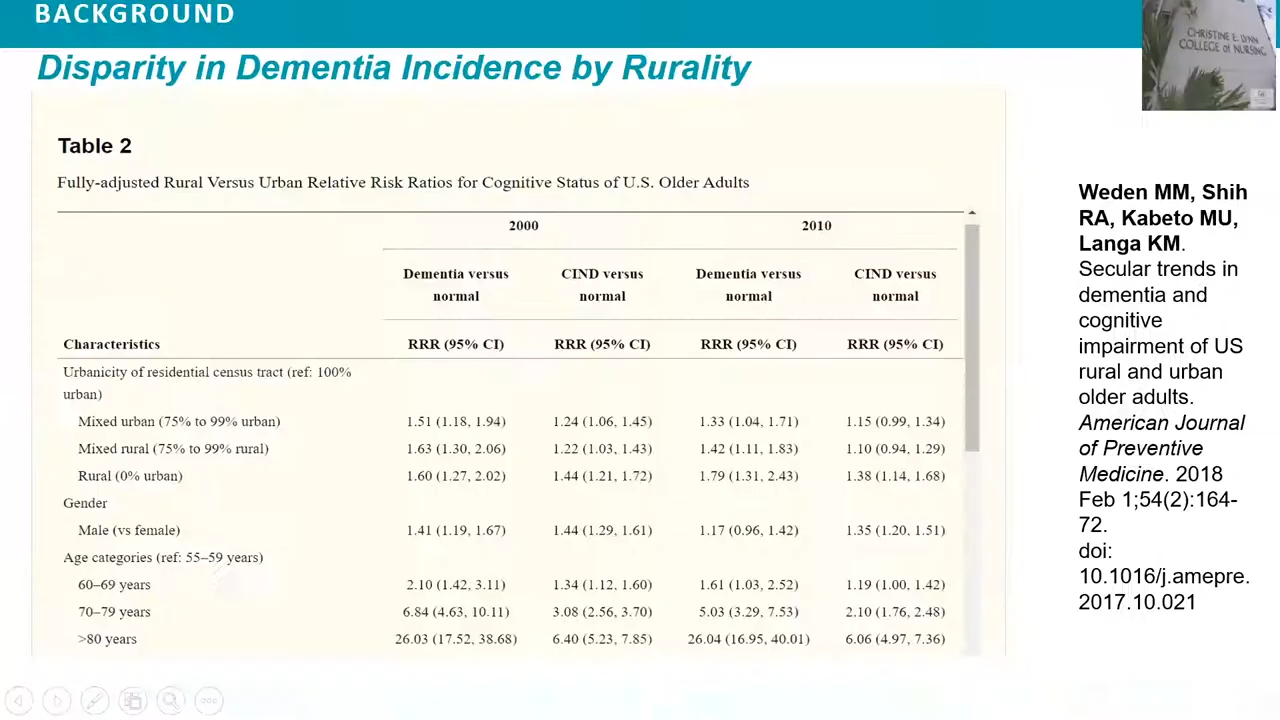 BACKGROUND
CHRISTINE E. LYNN
COLLEGE of NURSING
Disparity in Dementia Incidence by Rurality
Table 2
Fully-adjusted Rural Versus Urban Relative Risk Ratios for Cognitive Status of U.S. Older Adults
2000 2010
Dementia versus normal CIND versus normal Dementia versus normal CIND versus normal
Characteristics RRR (95% CI) RRR (95% CI) RRR (95% CI) RRR (95% CI)
Urbanicity of residential census tract (ref: 100%
urban)
Mixed urban (75% to 99% urban) 1.51 (1.18, 1.94) 1.24 (1.06, 1.45) 1.33 (1.04, 1.71) 1.15 (0.99, 1.34)
Mixed rural (75% to 99% rural) 1.63 (1.30, 2.06) 1.22 (1.03, 1.43) 1.42 (1.11, 1.83) 1.10 (0.94, 1.29)
Rural (0% urban) 1.60 (1.27, 2.02) 1.44 (1.21, 1.72) 1.79 (1.31, 2.43) 1.38 (1.14, 1.68)
Gender
Male (vs female) 1.41 (1.19, 1.67) 1.44 (1.29, 1.61) 1.17 (0.96, 1.42) 1.35 (1.20, 1.51)
Age categories (ref: 55–59 years)
60–69 years 2.10 (1.42, 3.11) 1.34 (1.12, 1.60) 1.61 (1.03, 2.52) 1.19 (1.00, 1.42)
70–79 years 6.84 (4.63, 10.11) 3.08 (2.56, 3.70) 5.03 (3.29, 7.53) 2.10 (1.76, 2.48)
>80 years 26.03 (17.52, 38.68) 6.40 (5.23, 7.85) 26.04 (16.95, 40.01) 6.06 (4.97, 7.36)
Weden MM, Shih
RA, Kabeto MU,
Langa KM.
Secular trends in
dementia and
cognitive
impairment of US
rural and urban
older adults.
American Journal
of Preventive
Medicine. 2018
Feb 1;54(2):164-
72.
doi:
10.1016/j.amepre.
2017.10.021